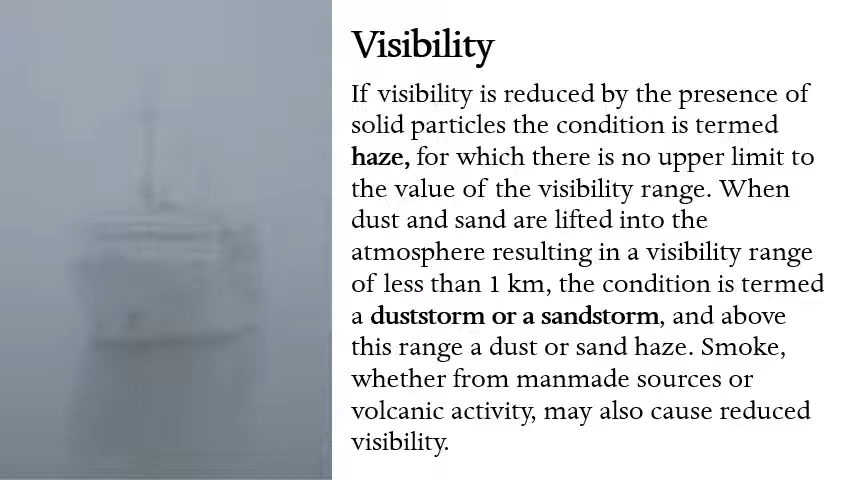 Visibility
If visibility is reduced by the presence of
solid particles the condition is termed
haze, for which there is no upper limit to
the value of the visibility range. When
dust and sand are lifted into the
atmosphere resulting in a visibility range
of less than 1 km, the condition is termed
a duststorm or a sandstorm, and above
this range a dust or sand haze. Smoke,
whether from manmade sources or
volcanic activity, may also cause reduced
visibility.